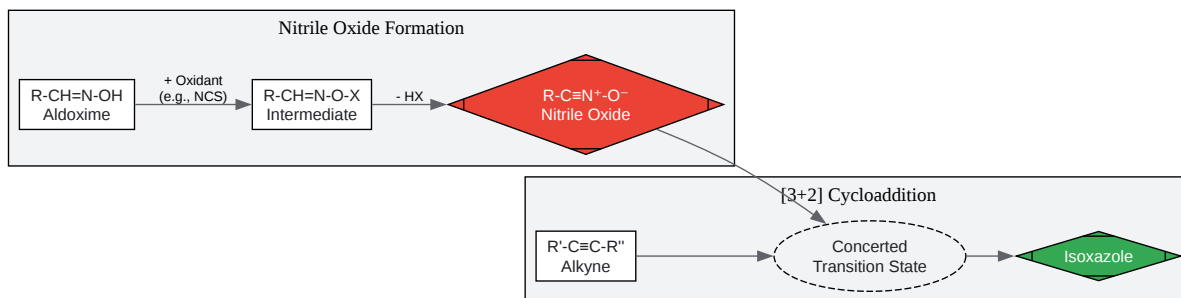 Nitrile Oxide Formation
R-CH=N-OH
Aldoxime
+ Oxidant
(e.g., NCS)
R-CH=N-O-X
Intermediate
- HX
R-C≡N⁺-O⁻
Nitrile Oxide
[3+2] Cycloaddition
R'-C≡C-R''
Alkyne
Concerted
Transition State
Isoxazole